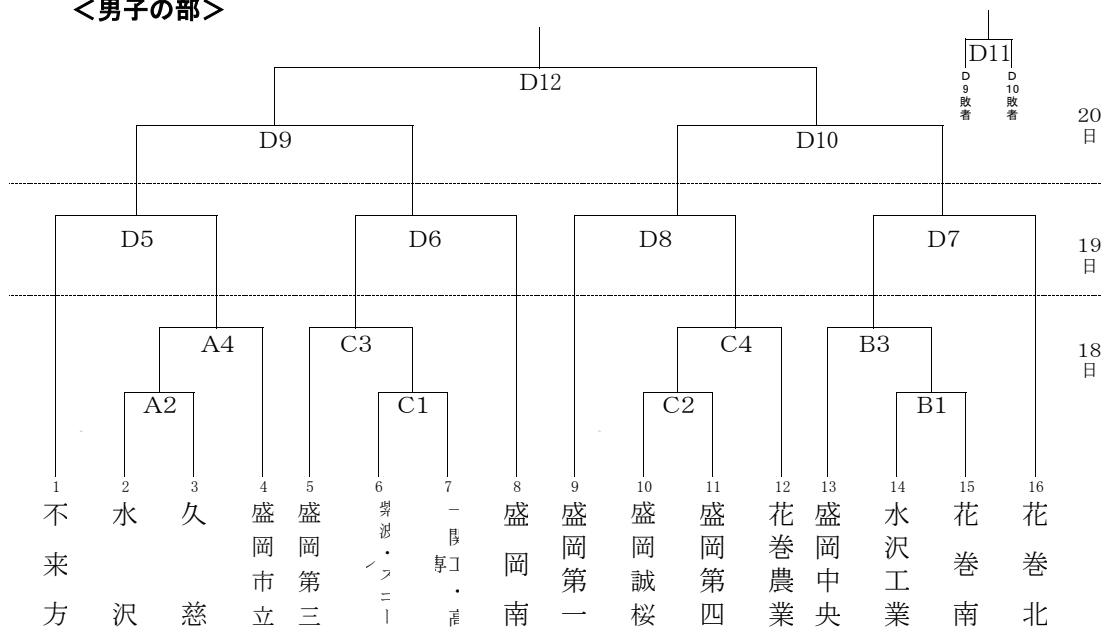 ＜男子の部＞
D12
D11
D9敗者
D10敗者
20日
D9
D10
D5
D6
D8
D7
19日
A4
C3
C4
B3
18日
A2
C1
C2
B1
1 不来方
2 水沢
3 久慈
4 盛岡市立
5 盛岡第三
6
7
8 盛岡南
9 盛岡第一
10 盛岡誠桜
11 盛岡第四
12 花巻農業
13 盛岡中央
14 水沢工業
15 花巻南
16 花巻北